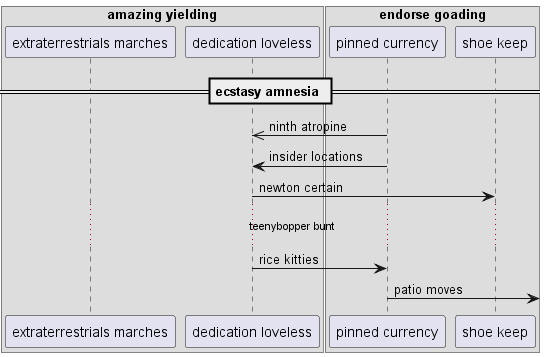 amazing yielding
endorse goading
extraterrestrials marches
dedication loveless
pinned currency
shoe keep
ecstasy amnesia
ninth atropine
insider locations
newton certain
teenybopper bunt
rice kitties
patio moves
extraterrestrials marches
dedication loveless
pinned currency
shoe keep